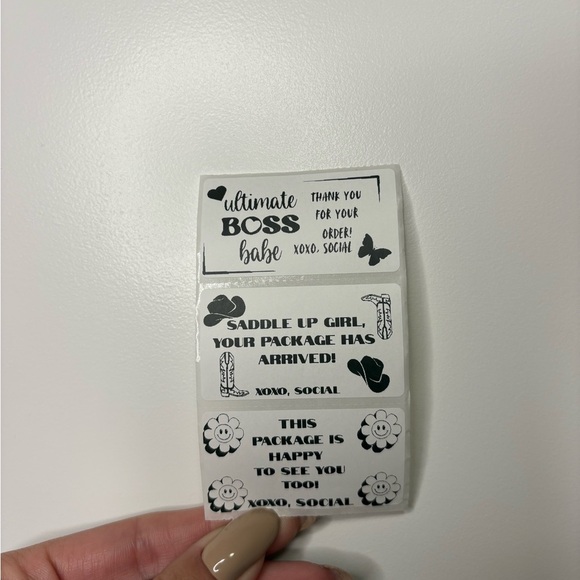 ultimate
BOSS
babe
THANK YOU
FOR YOUR
ORDER!
XOXO, SOCIAL
SADDLE UP GIRL,
YOUR PACKAGE HAS
ARRIVED!
XOXO, SOCIAL
THIS
PACKAGE IS
HAPPY
TO SEE YOU
TOO!
XOXO, SOCIAL